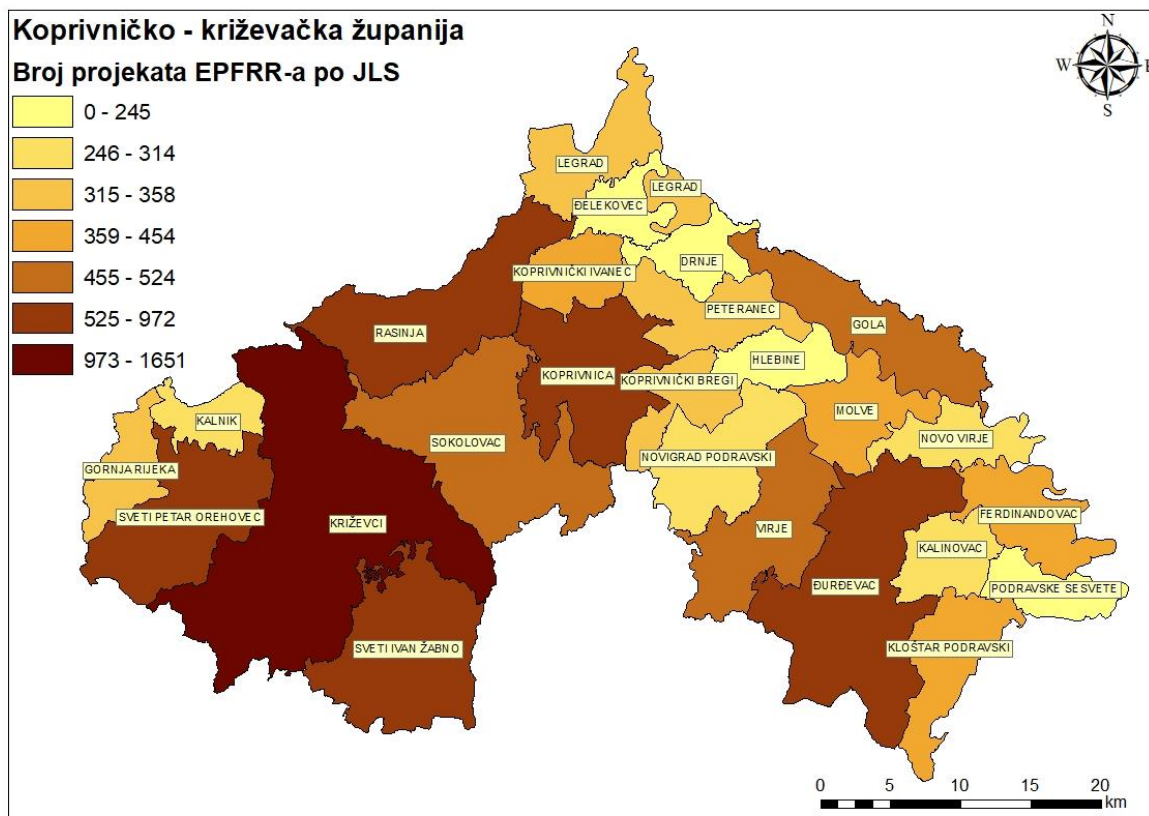 Koprivničko - križevačka županija
Broj projekata EPFRR-a po JLS
0 - 245
246 - 314
315 - 358
359 - 454
455 - 524
525 - 972
973 - 1651
N
W
E
S
LEGRAD
LEGRAD
ĐELEKOVEC
DRNJE
KOPRIVNIČKI IVANEC
PETERANEC
GOLA
RASINJA
HLEBINE
KOPRIVNICA
KOPRIVNIČKI BREGI
MOLVE
KALNIK
SOKOLOVAC
NOVO VIRJE
NOVIGRAD PODRAVSKI
GORNJA RIJEKA
SVETI PETAR OREHOVEC
KRIŽEVCI
FERDINANDOVAC
VIRJE
KALINOVAC
ĐURĐEVAC
PODRAVSKE SESVETE
SVETI IVAN ŽABNO
KLOŠTAR PODRAVSKI
0 5 10 15 20
km